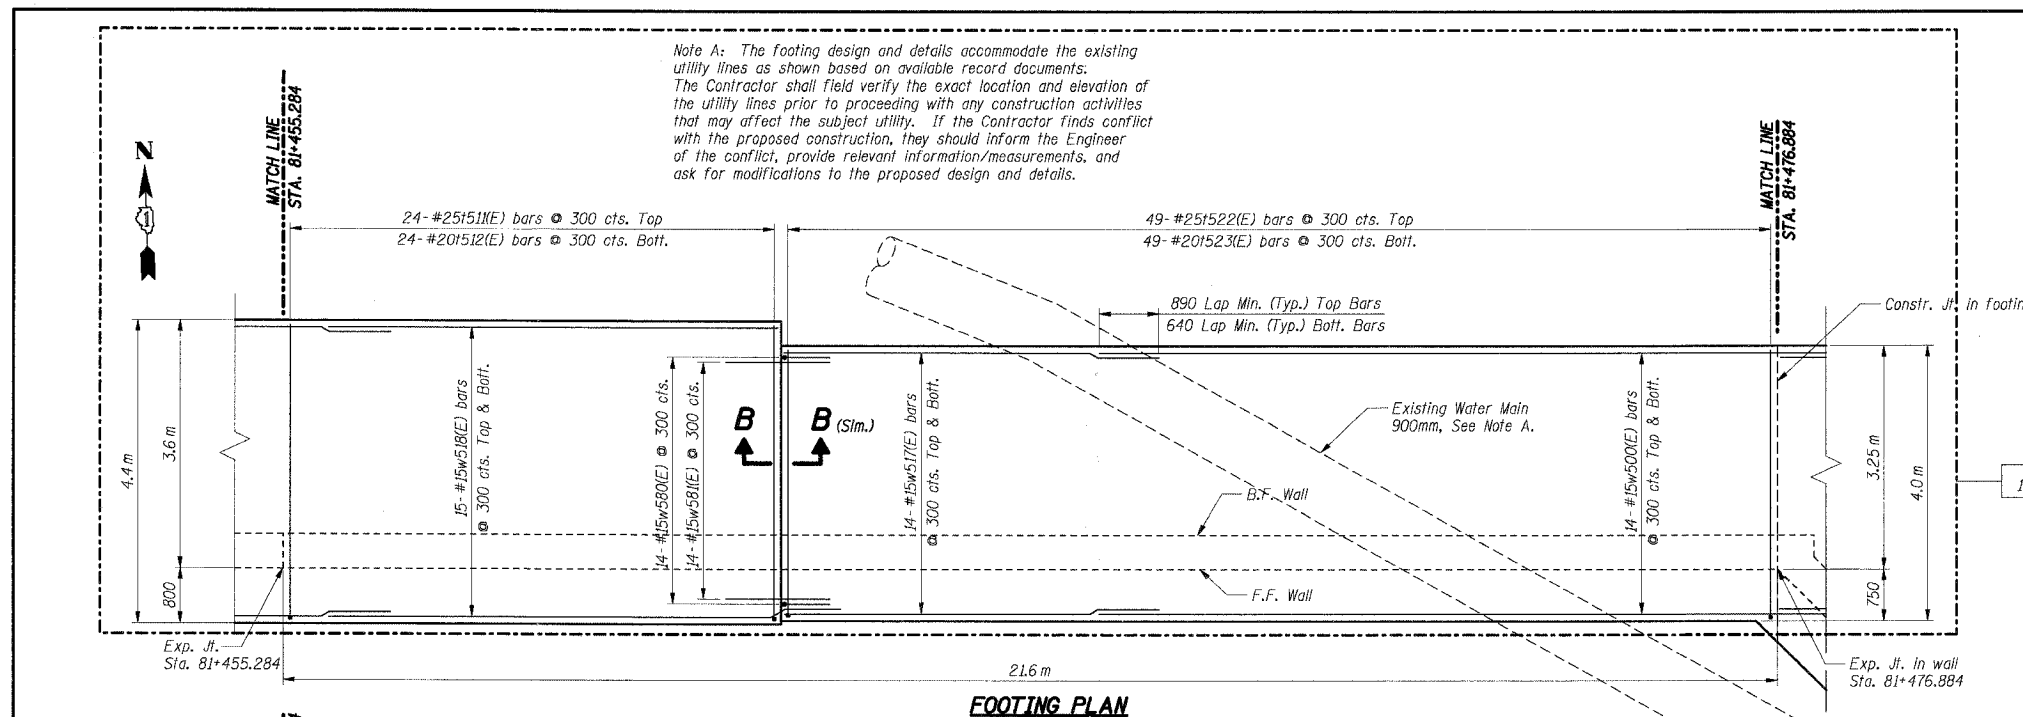 Note A: The footing design and details accommodate the existing
utility lines as shown based on available record documents.
The Contractor shall field verify the exact location and elevation of
the utility lines prior to proceeding with any construction activities
that may affect the subject utility. If the Contractor finds conflict
with the proposed construction, they should inform the Engineer
of the conflict, provide relevant information/measurements, and
ask for modifications to the proposed design and details.
N
1
MATCH LINE
STA. 81+455.284
MATCH LINE
STA. 81+476.884
24-#25t511(E) bars @ 300 cts. Top
24-#20t512(E) bars @ 300 cts. Bott.
49-#25t522(E) bars @ 300 cts. Top
49-#20t523(E) bars @ 300 cts. Bott.
890 Lap Min. (Typ.) Top Bars
640 Lap Min. (Typ.) Bott. Bars
Constr. Jt. in footin
4.4 m
3.6 m
800
15-#15w518(E) bars
@ 300 cts. Top & Bott.
14-#15w580(E) @ 300 cts.
14-#15w581(E) @ 300 cts.
B
B (Sim.)
14-#15w517(E) bars
@ 300 cts. Top & Bott.
Existing Water Main
900mm, See Note A.
14-#15w500(E) bars
@ 300 cts. Top & Bott.
3.25 m
4.0 m
750
1
B.F. Wall
F.F. Wall
Exp. Jt.
Sta. 81+455.284
21.6 m
Exp. Jt. in wall
Sta. 81+476.884
FOOTING PLAN